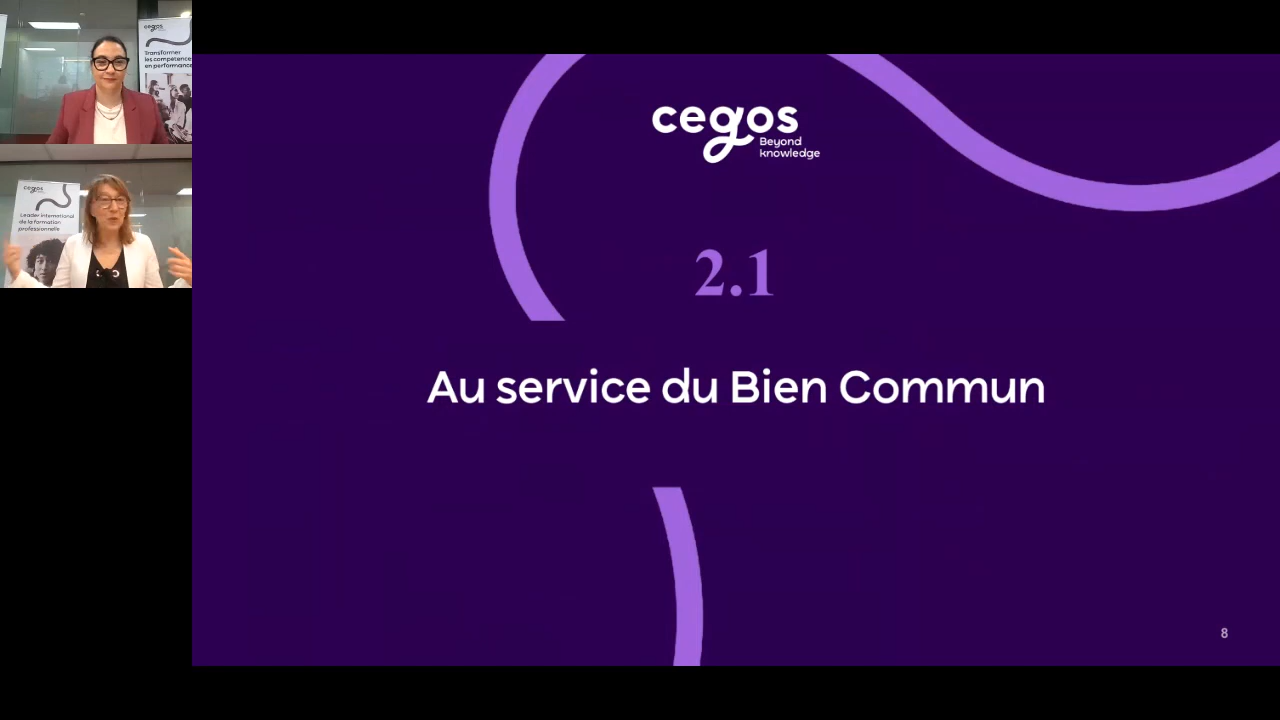 cegos
Transformer
les compétence
en performance
cegos
Leader international
de la formation
professionnelle
cegos
Beyond
knowledge
2.1
Au service du Bien Commun
8